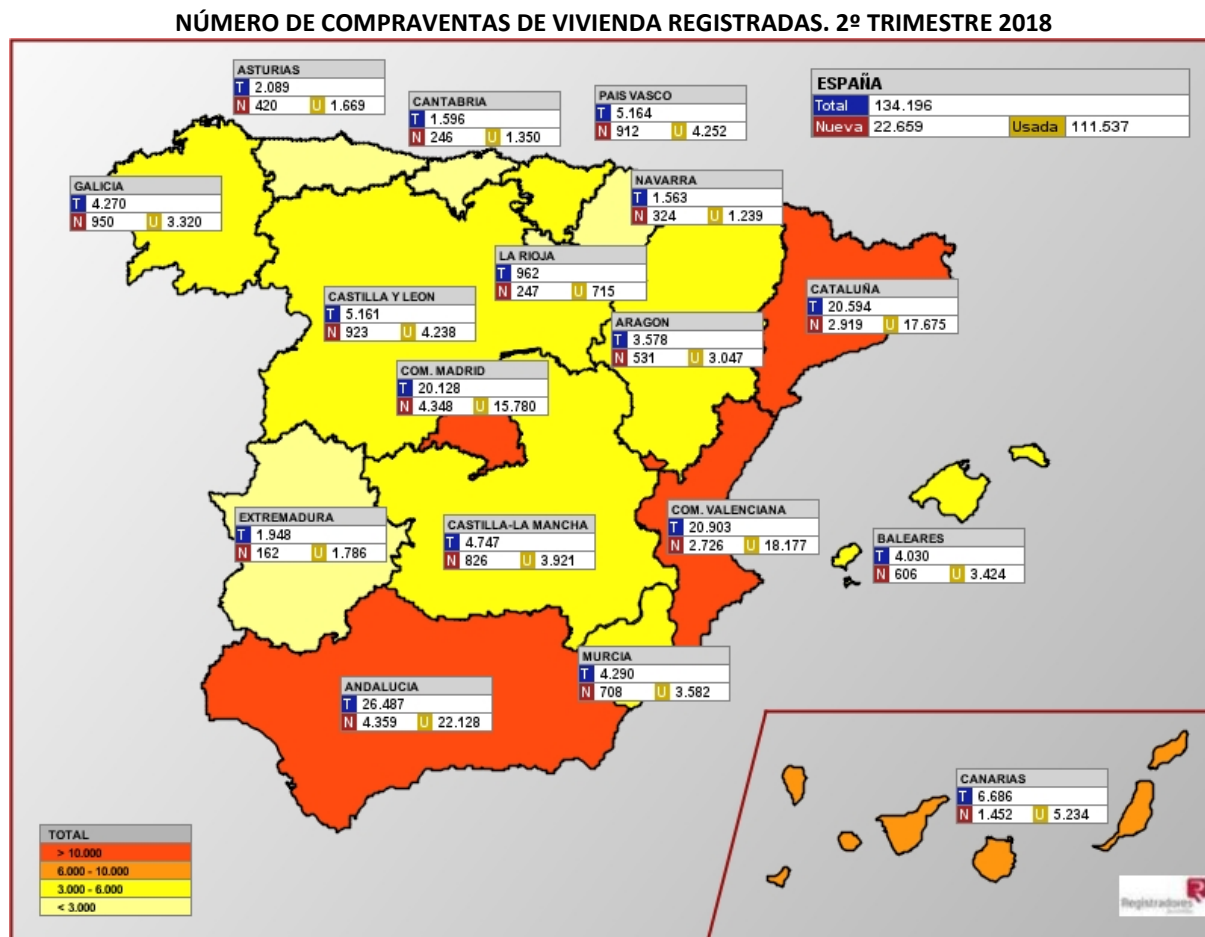 NÚMERO DE COMPRAVENTAS DE VIVIENDA REGISTRADAS. 2º TRIMESTRE 2018
ASTURIAS
T 2.089
N 420 U 1.669
CANTABRIA
T 1.596
N 246 U 1.350
PAIS VASCO
T 5.164
N 912 U 4.252
ESPAÑA
Total 134.196
Nueva 22.659 Usada 111.537
GALICIA
T 4.270
N 950 U 3.320
NAVARRA
T 1.563
N 324 U 1.239
LA RIOJA
T 962
N 247 U 715
CASTILLA Y LEON
T 5.161
N 923 U 4.238
ARAGON
T 3.578
N 531 U 3.047
CATALUÑA
T 20.594
N 2.919 U 17.675
COM. MADRID
T 20.128
N 4.348 U 15.780
EXTREMADURA
T 1.948
N 162 U 1.786
CASTILLA-LA MANCHA
T 4.747
N 826 U 3.921
COM. VALENCIANA
T 20.903
N 2.726 U 18.177
BALEARES
T 4.030
N 606 U 3.424
ANDALUCIA
T 26.487
N 4.359 U 22.128
MURCIA
T 4.290
N 708 U 3.582
CANARIAS
T 6.686
N 1.452 U 5.234
TOTAL
> 10.000
6.000 - 10.000
3.000 - 6.000
< 3.000
Registradores